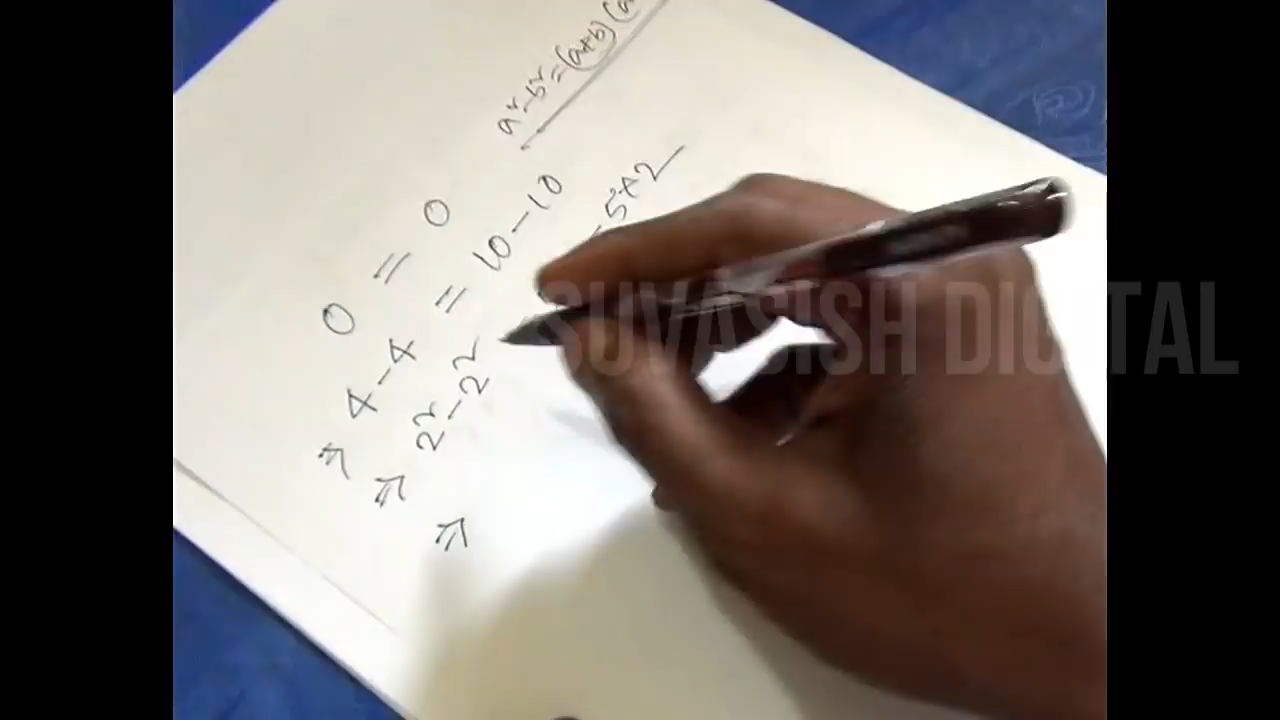 a²-b²=(a+b)(a
0 = 0
⇒ 4-4 = 10-10
⇒ 2²-2² -5×2
⇒
SUVASISH DIGITAL